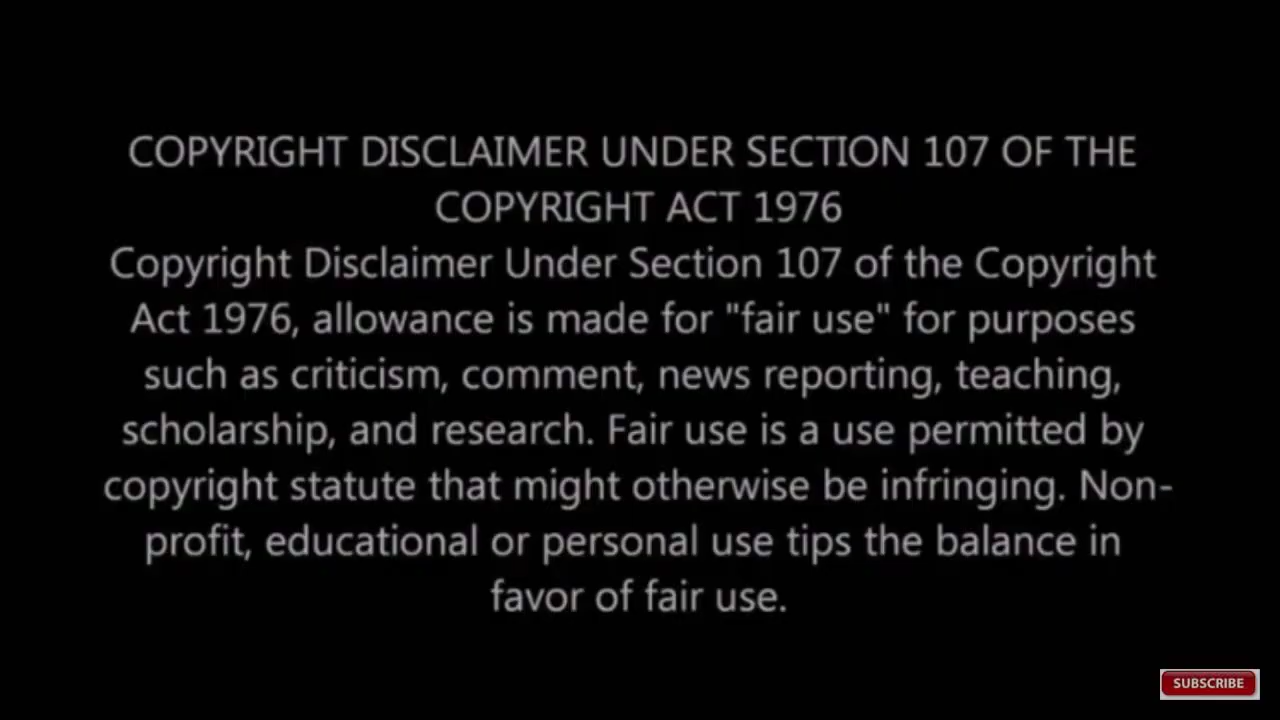 COPYRIGHT DISCLAIMER UNDER SECTION 107 OF THE
COPYRIGHT ACT 1976
Copyright Disclaimer Under Section 107 of the Copyright
Act 1976, allowance is made for "fair use" for purposes
such as criticism, comment, news reporting, teaching,
scholarship, and research. Fair use is a use permitted by
copyright statute that might otherwise be infringing. Non-
profit, educational or personal use tips the balance in
favor of fair use.
SUBSCRIBE